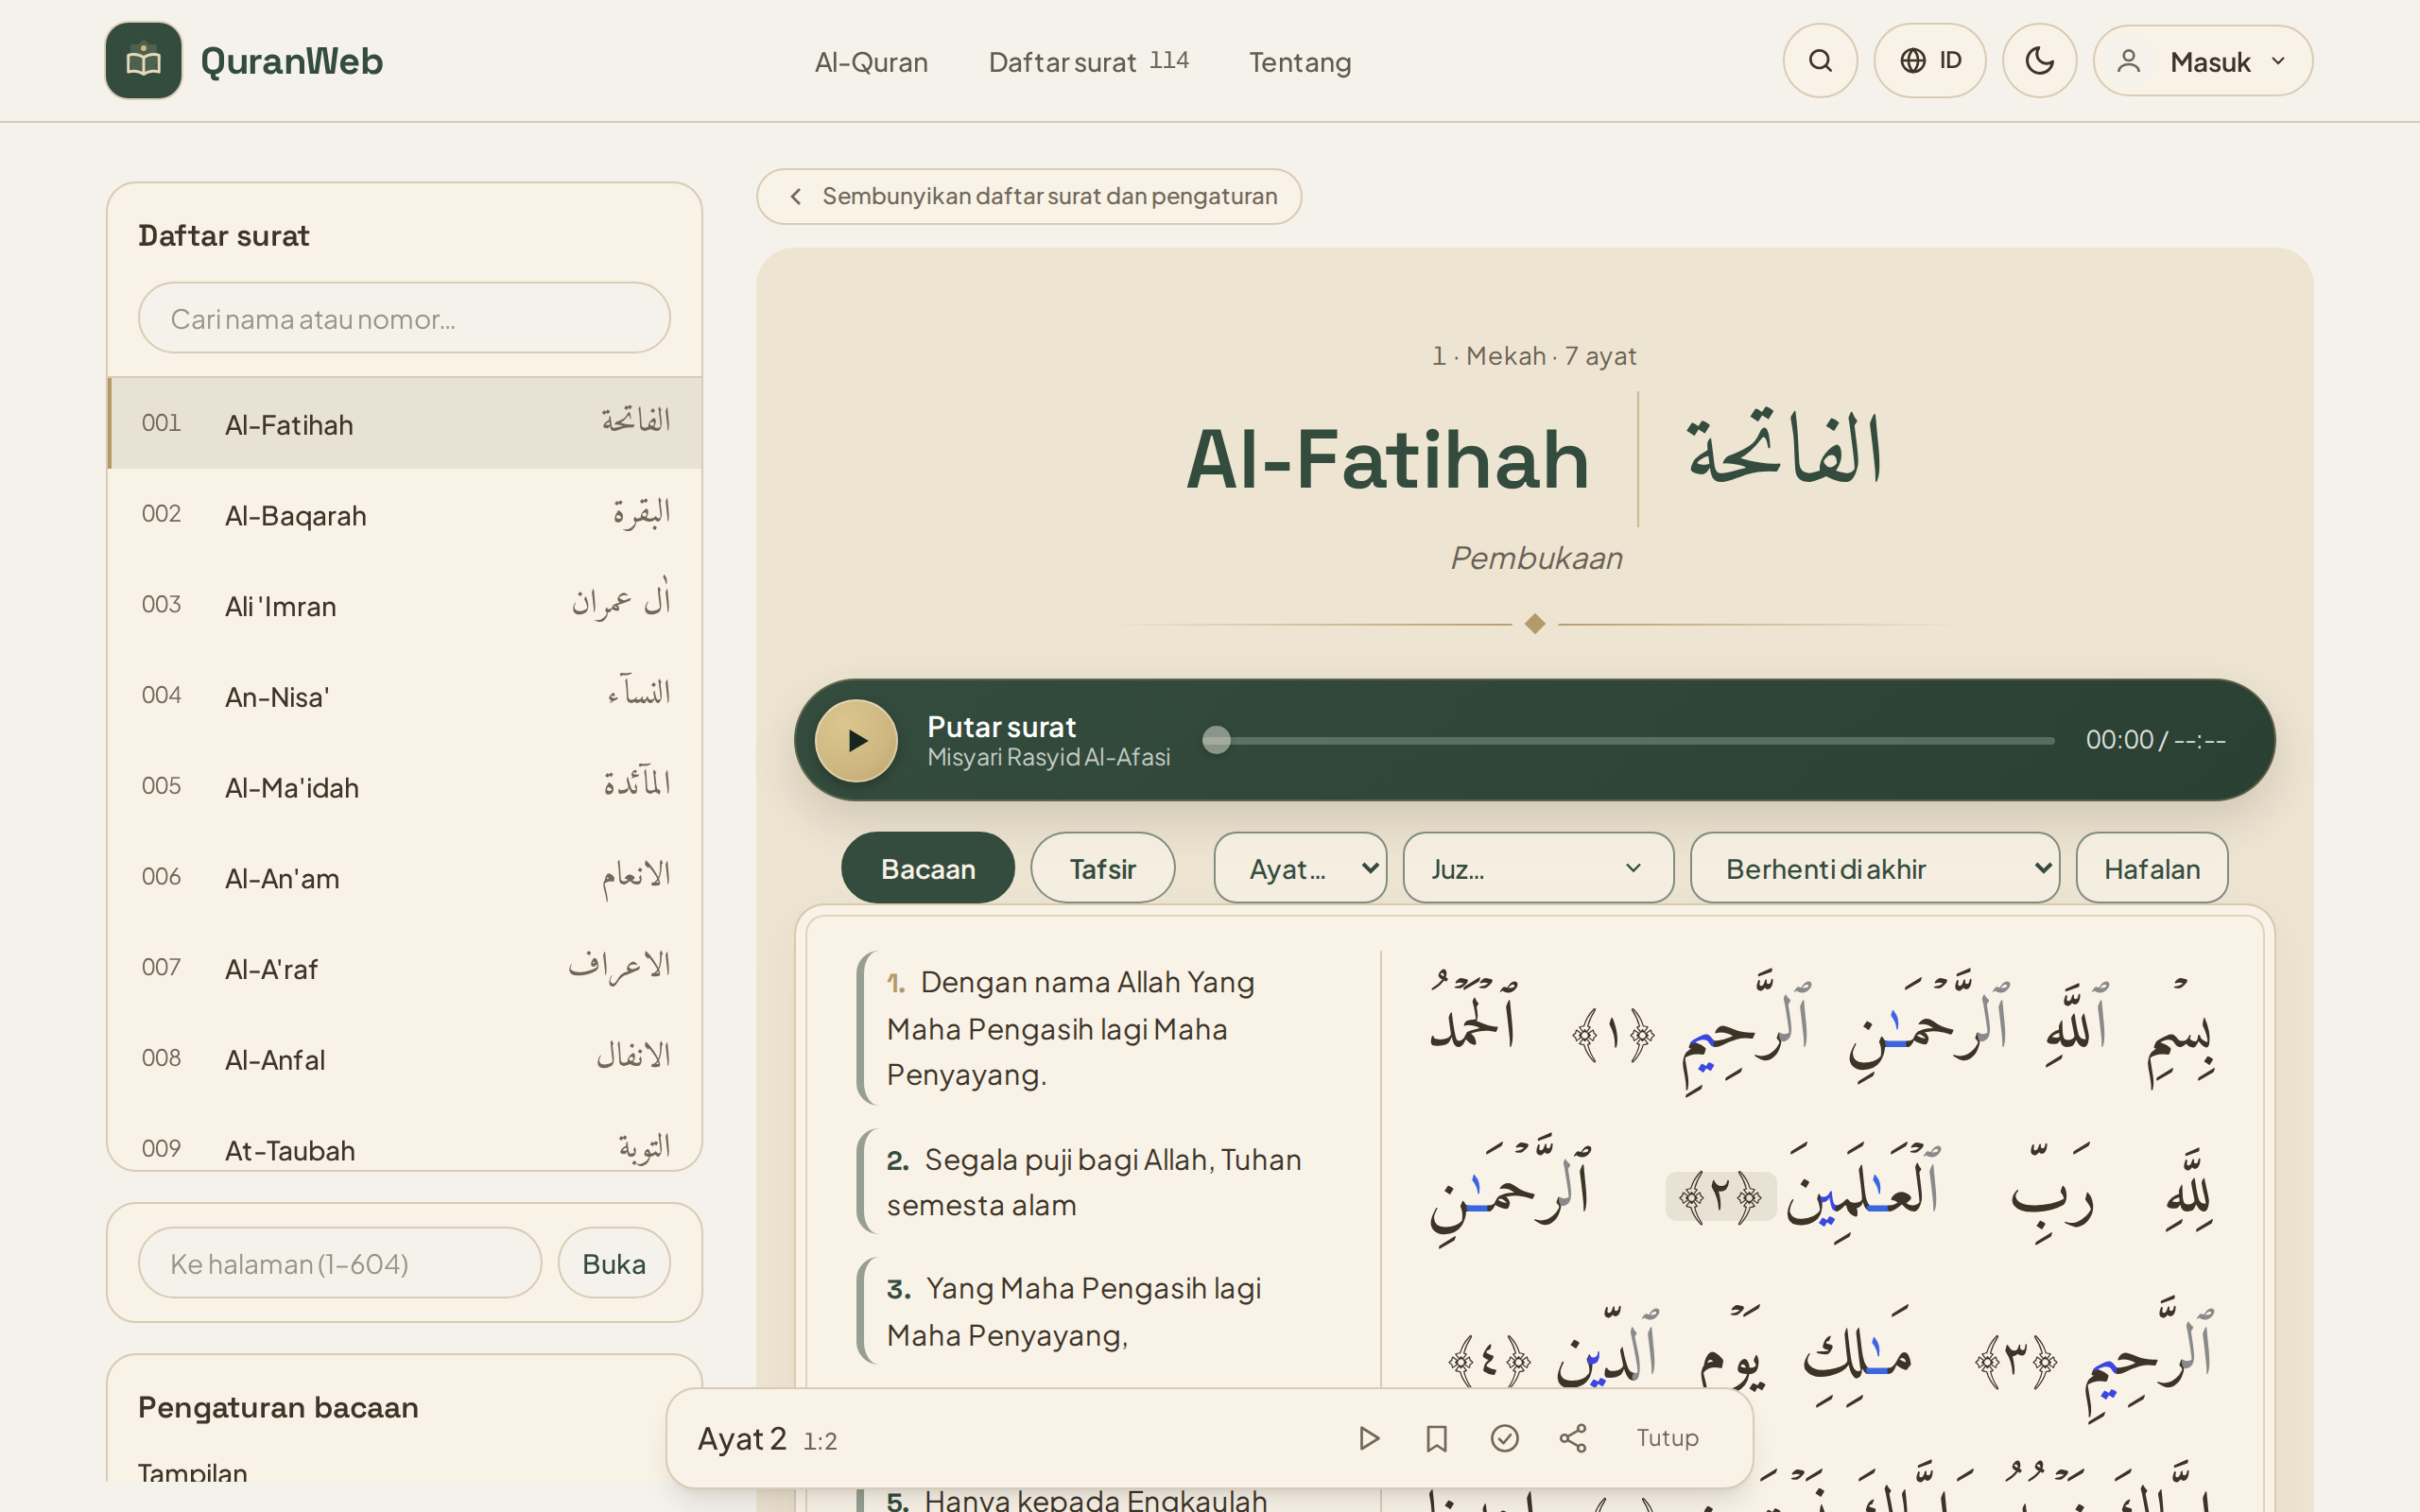 QuranWeb
Al-Quran
Daftar surat 114
Tentang
ID
Masuk
Daftar surat
Cari nama atau nomor...
001 Al-Fatihah الفاتحة
002 Al-Baqarah البقرة
003 Ali 'Imran اٰل عمران
004 An-Nisa' النسآء
005 Al-Ma'idah المآئدة
006 Al-An'am الانعام
007 Al-A'raf الاعراف
008 Al-Anfal الانفال
009 At-Taubah التوبة
Ke halaman (1–604)
Buka
Pengaturan bacaan
Tampilan
Sembunyikan daftar surat dan pengaturan
1 · Mekah · 7 ayat
Al-Fatihah
الفاتحة
Pembukaan
Putar surat
Misyari Rasyid Al-Afasi
00:00 / --:--
Bacaan
Tafsir
Ayat...
Juz...
Berhenti di akhir
Hafalan
1. Dengan nama Allah Yang
Maha Pengasih lagi Maha
Penyayang.
2. Segala puji bagi Allah, Tuhan
semesta alam
3. Yang Maha Pengasih lagi
Maha Penyayang,
5. Hanya kepada Engkaulah
بِسۡمِ ٱللَّهِ ٱلرَّحۡمَـٰنِ ٱلرَّحِیمِ ﴿١﴾ ٱلۡحَمۡدُ
لِلَّهِ رَبِّ ٱلۡعَـٰلَمِینَ ﴿٢﴾ ٱلرَّحۡمَـٰنِ
ٱلرَّحِیمِ ﴿٣﴾ مَـٰلِكِ یَوۡمِ ٱلدِّینِ ﴿٤﴾
Ayat 2 1:2
Tutup